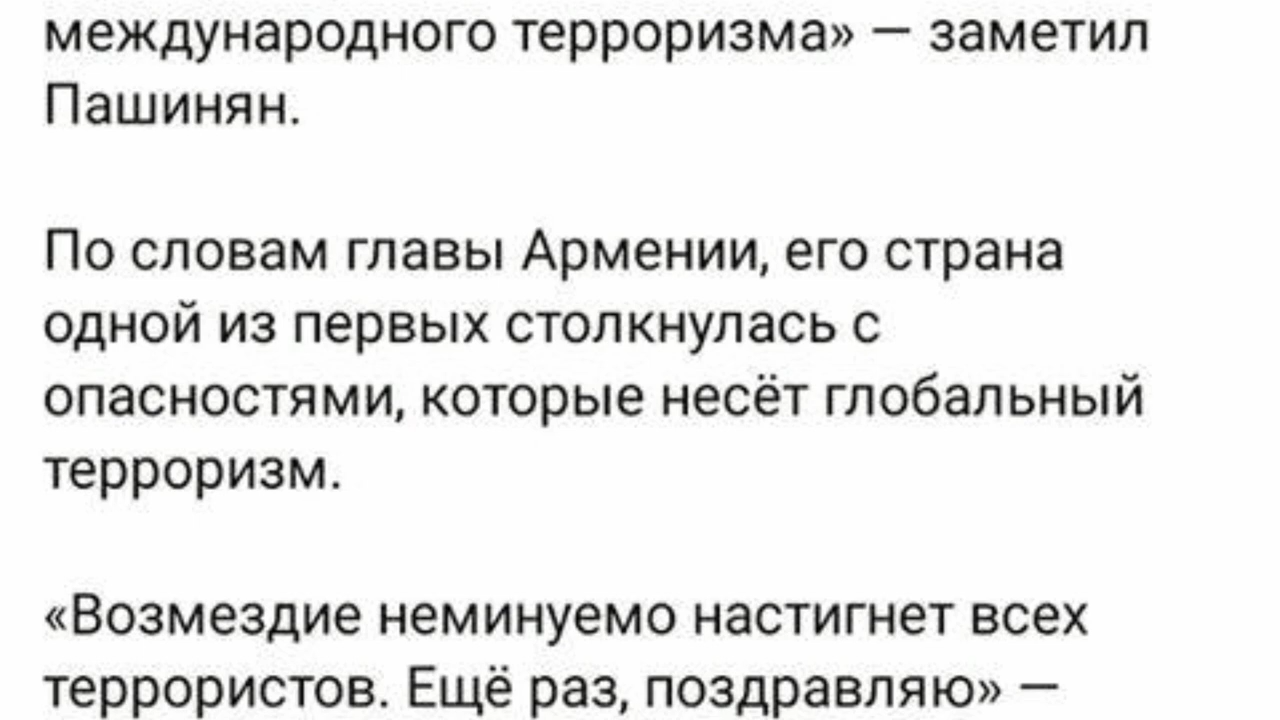 международного терроризма» — заметил
Пашинян.
По словам главы Армении, его страна
одной из первых столкнулась с
опасностями, которые несёт глобальный
терроризм.
«Возмездие неминуемо настигнет всех
террористов. Ещё раз, поздравляю» —